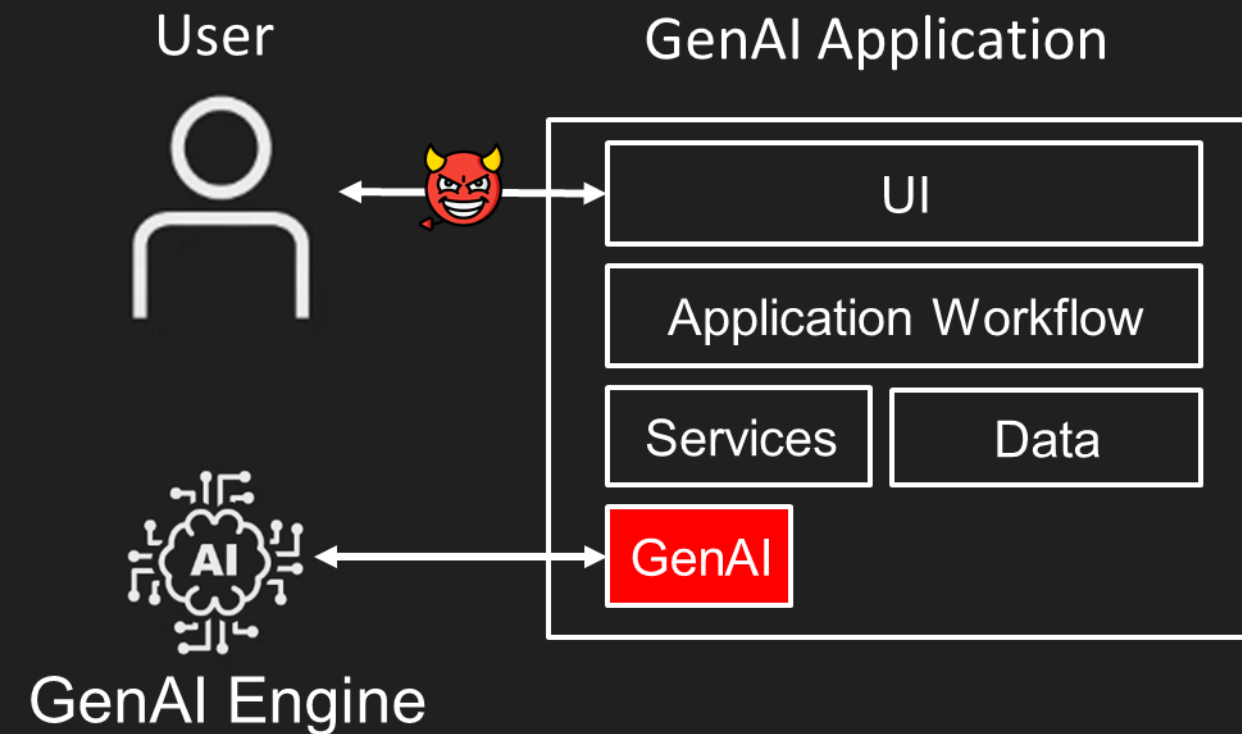 User
GenAI Application
UI
Application Workflow
Services
Data
GenAI
AI
GenAI Engine